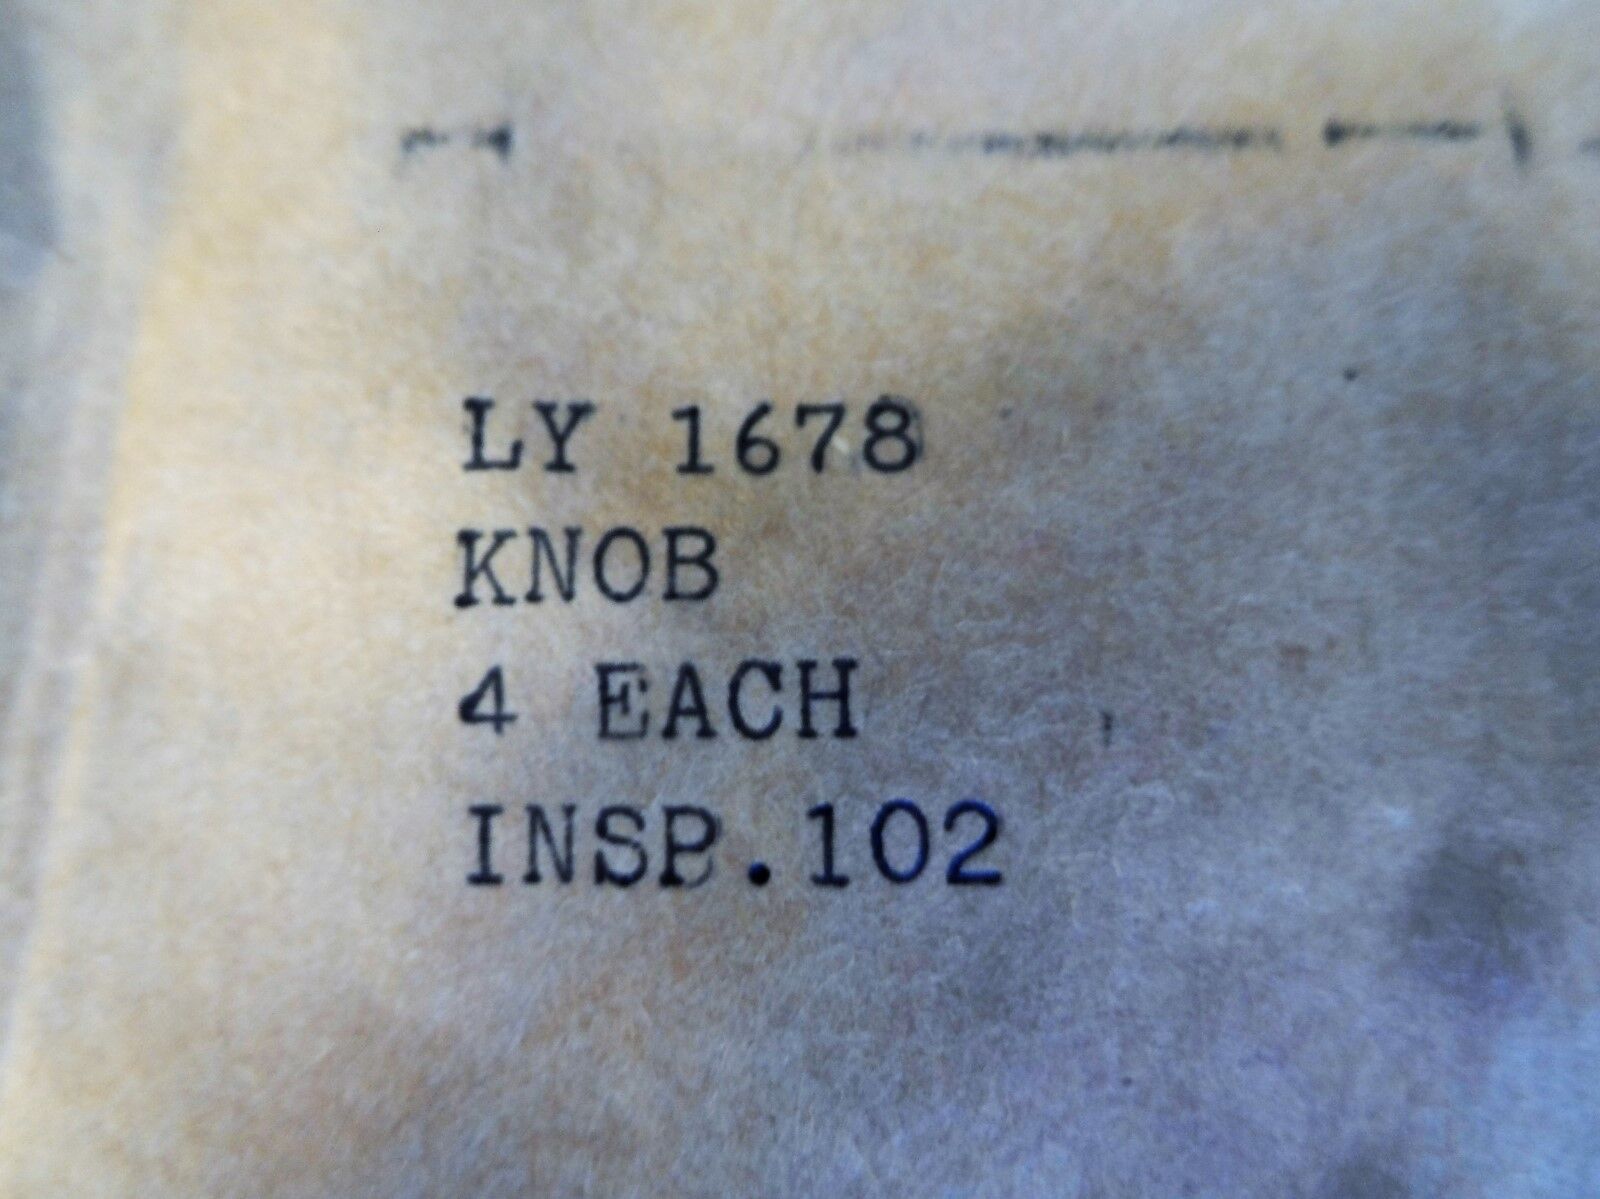 LY 1678
KNOB
4 EACH
INSP.102